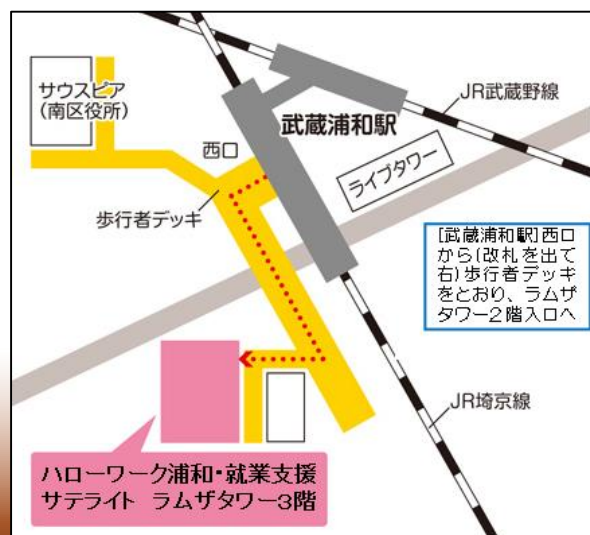 JR武蔵野線
サウスピア
(南区役所)
武蔵浦和駅
西口
ライブタワー
歩行者デッキ
[武蔵浦和駅]西口
から(改札を出て
右)歩行者デッキ
をとおり、ラムザ
タワー2階入口へ
JR埼京線
ハローワーク浦和・就業支援
サテライト ラムザタワー3階